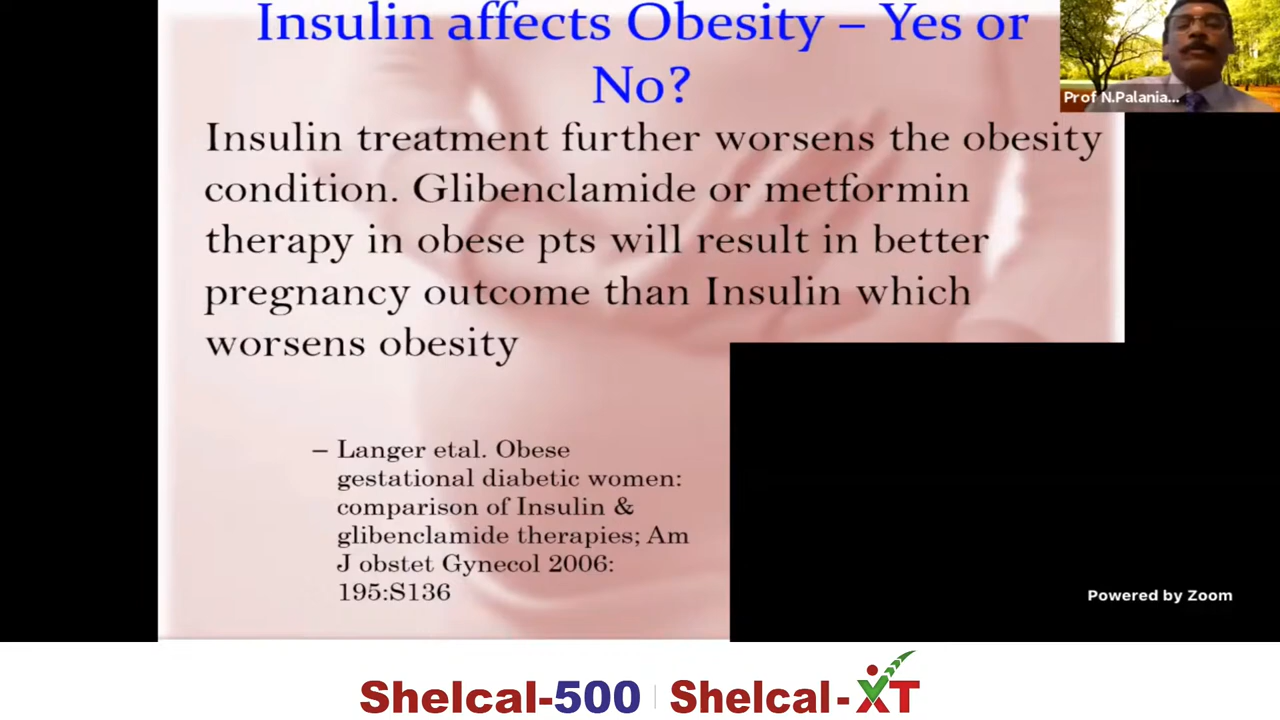 Insulin affects Obesity – Yes or
No?
Prof N.Palania...
Insulin treatment further worsens the obesity
condition. Glibenclamide or metformin
therapy in obese pts will result in better
pregnancy outcome than Insulin which
worsens obesity
– Langer etal. Obese
gestational diabetic women:
comparison of Insulin &
glibenclamide therapies; Am
J obstet Gynecol 2006:
195:S136
Powered by Zoom
Shelcal-500 Shelcal-XT